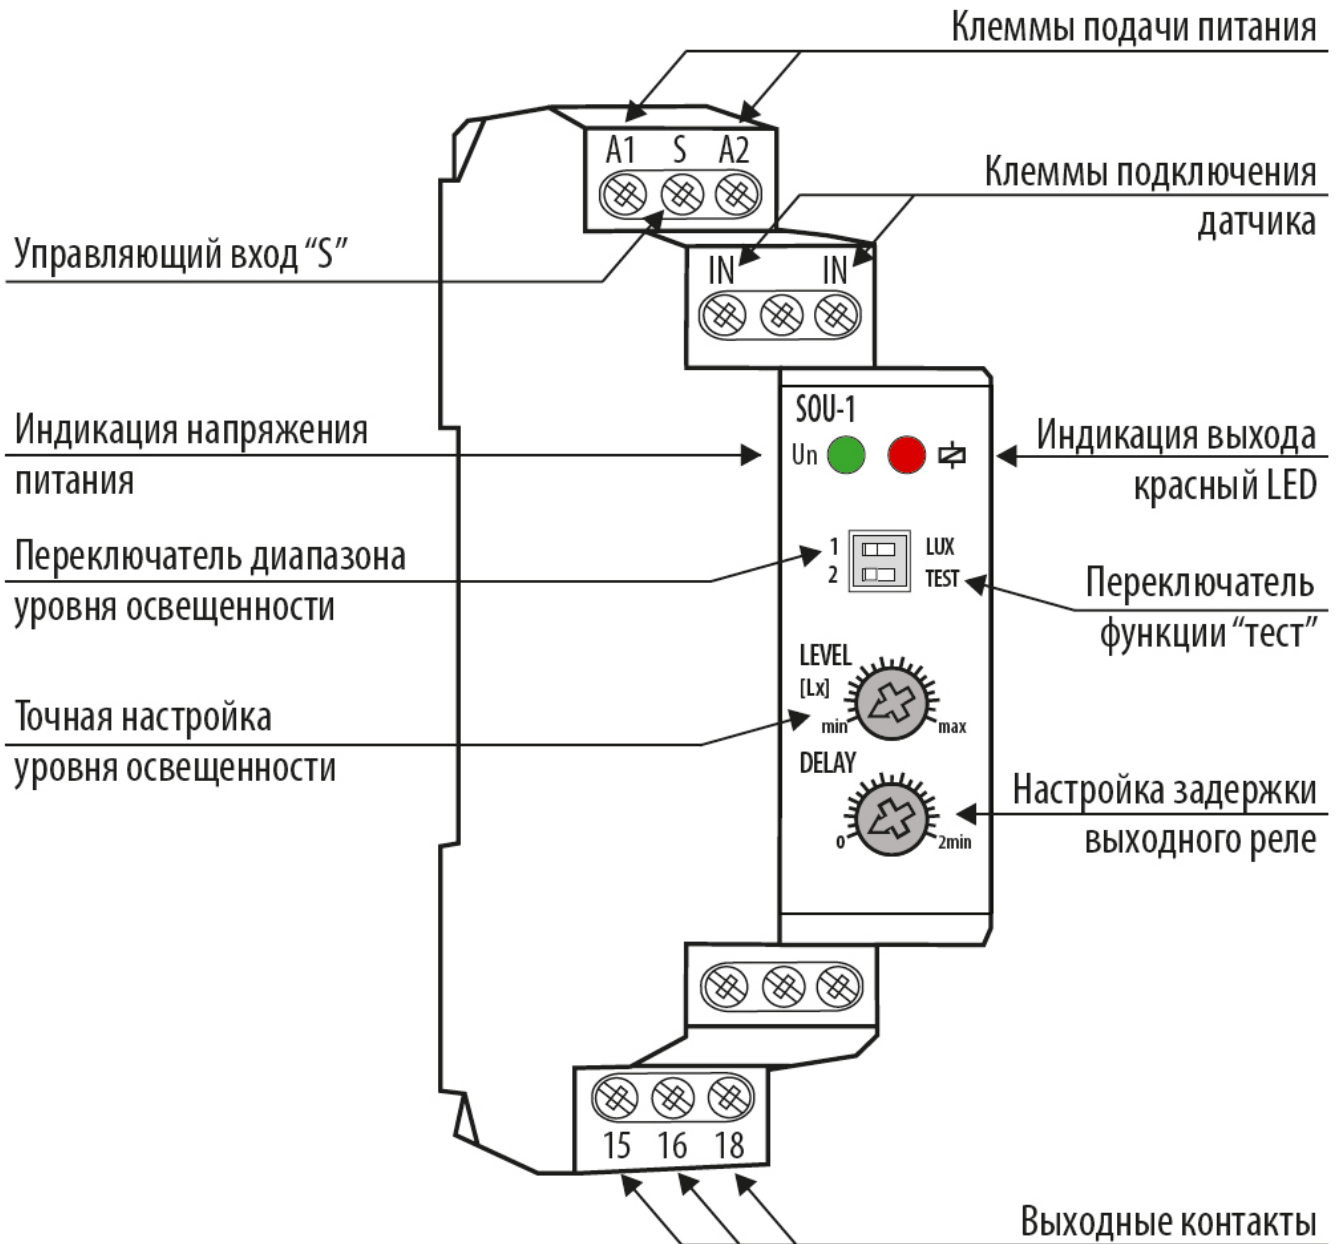 Клеммы подачи питания
A1 S A2
Клеммы подключения
датчика
Управляющий вход “S”
IN IN
SOU-1
Un
Индикация напряжения
питания
Индикация выхода
красный LED
Переключатель диапазона
уровня освещенности
1 LUX
2 TEST
Переключатель
функции “тест”
LEVEL
[Lx]
min max
Точная настройка
уровня освещенности
DELAY
0 2min
Настройка задержки
выходного реле
15 16 18
Выходные контакты